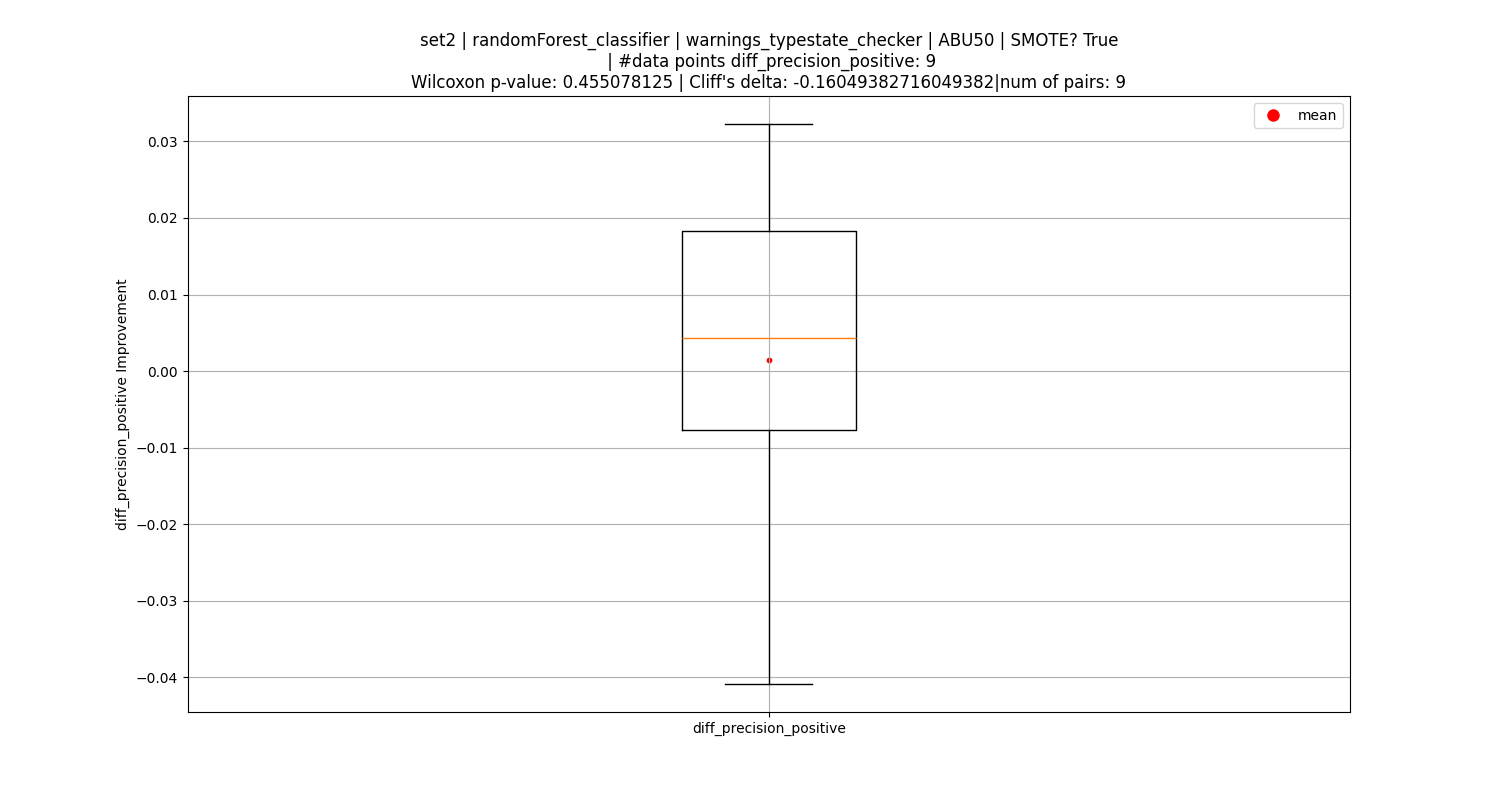 set2 | randomForest_classifier | warnings_typestate_checker | ABU50 | SMOTE? True
| #data points diff_precision_positive: 9
Wilcoxon p-value: 0.455078125 | Cliff's delta: -0.16049382716049382|num of pairs: 9
mean
0.03
0.02
0.01
0.00
−0.01
−0.02
−0.03
−0.04
diff_precision_positive Improvement
diff_precision_positive